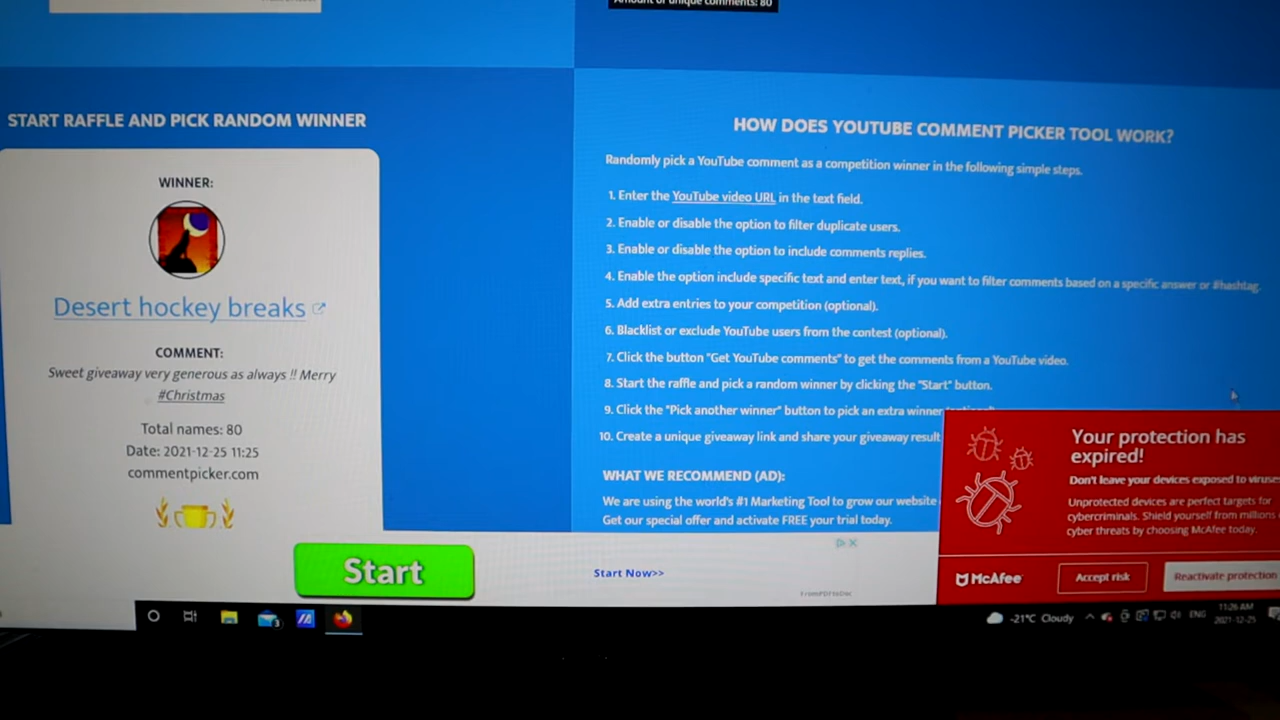 Amount of unique comments: 80
START RAFFLE AND PICK RANDOM WINNER
WINNER:
Desert hockey breaks
COMMENT:
Sweet giveaway very generous as always !! Merry
#Christmas
Total names: 80
Date: 2021-12-25 11:25
commentpicker.com
HOW DOES YOUTUBE COMMENT PICKER TOOL WORK?
Randomly pick a YouTube comment as a competition winner in the following simple steps.
1. Enter the YouTube video URL in the text field.
2. Enable or disable the option to filter duplicate users.
3. Enable or disable the option to include comments replies.
4. Enable the option include specific text and enter text, if you want to filter comments based on a specific answer or #hashtag.
5. Add extra entries to your competition (optional).
6. Blacklist or exclude YouTube users from the contest (optional).
7. Click the button "Get YouTube comments" to get the comments from a YouTube video.
8. Start the raffle and pick a random winner by clicking the "Start" button.
9. Click the "Pick another winner" button to pick an extra winner
10. Create a unique giveaway link and share your giveaway result
WHAT WE RECOMMEND (AD):
We are using the world's #1 Marketing Tool to grow our website
Get our special offer and activate FREE your trial today.
Start
Start Now>>
FromPDFtoDoc
Your protection has
expired!
Don't leave your devices exposed to viruses
Unprotected devices are perfect targets for
cybercriminals. Shield yourself from millions
cyber threats by choosing McAfee today.
McAfee
Accept risk
Reactivate protection
3
-21°C Cloudy
ENG
11:26 AM
2021-12-25